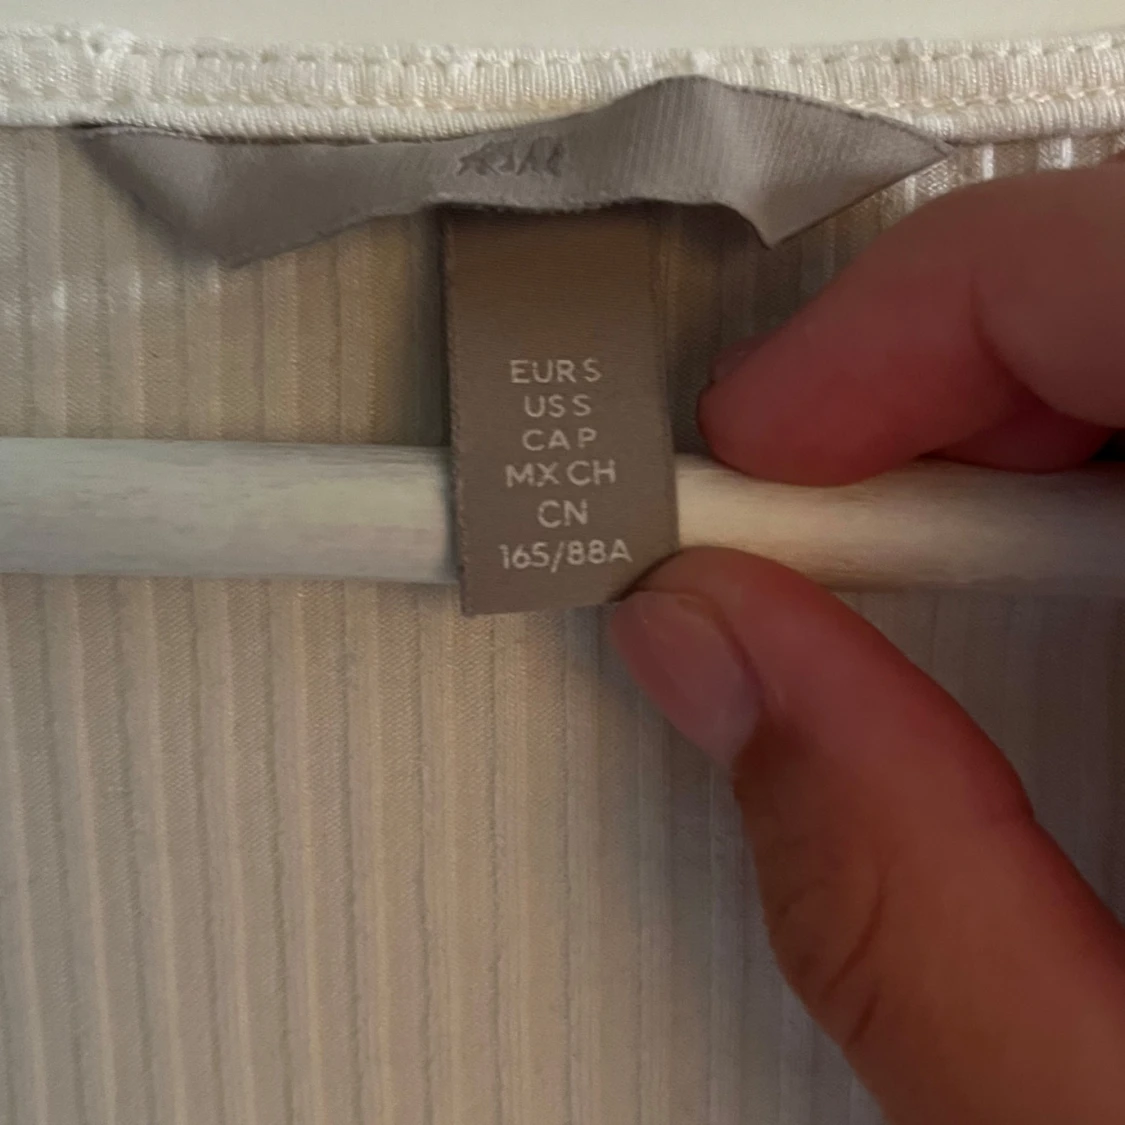 EUR S
US S
CA P
MX CH
CN
165/88A